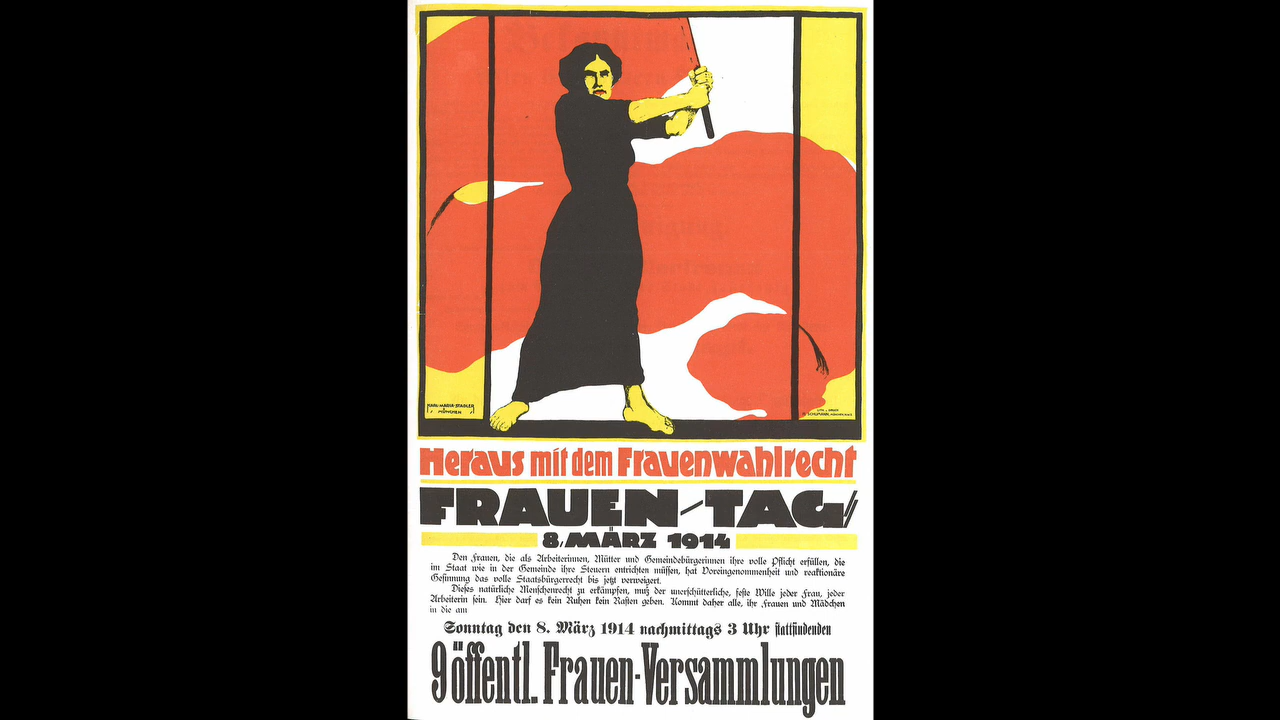 KARL MARIA STADLER
MÜNCHEN
Heraus mit dem Frauenwahlrecht
FRAUEN-TAG
8. MÄRZ 1914
Den Frauen, die als Arbeiterinnen, Mütter und Gemeindebürgerinnen ihre volle Pflicht erfüllen, die
im Staat wie in der Gemeinde ihre Steuern entrichten müssen, hat Voreingenommenheit und reaktionäre
Gesinnung das volle Staatsbürgerrecht bis jetzt verweigert.
Dieses natürliche Menschenrecht zu erkämpfen, muß der unerschütterliche, feste Wille jeder Frau, jeder
Arbeiterin sein. Hier darf es kein Ruhen kein Rasten geben. Kommt daher alle, ihr Frauen und Mädchen
in die am
Sonntag den 8. März 1914 nachmittags 3 Uhr stattfindenden
9 öffentl. Frauen-Versammlungen